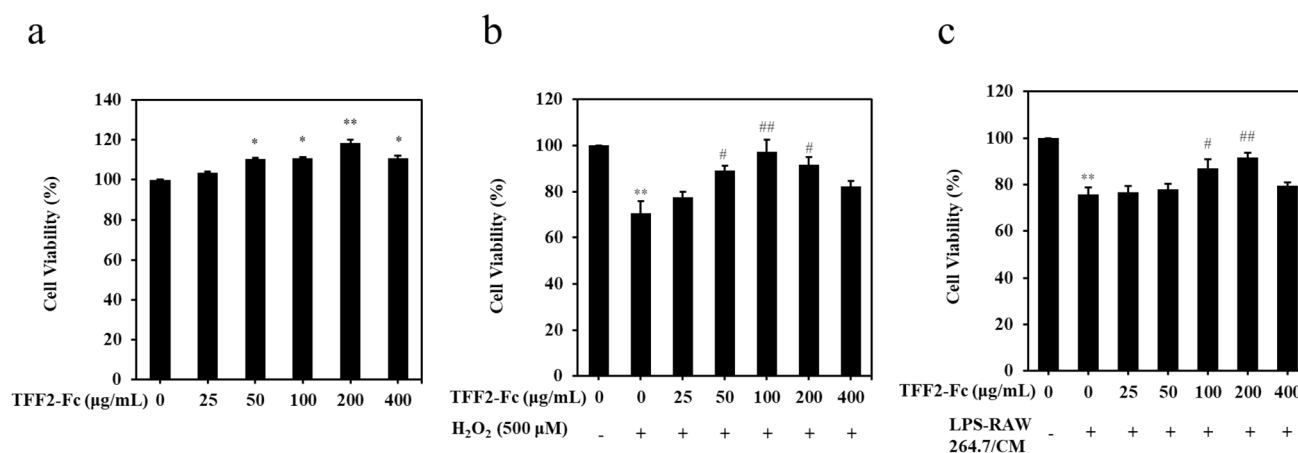 a
140
120
100
80
60
40
20
0
Cell Viability (%)
*
*
**
*
TFF2-Fc (μg/mL) 0 25 50 100 200 400
b
120
100
80
60
40
20
0
Cell Viability (%)
**
#
##
#
TFF2-Fc (μg/mL) 0 0 25 50 100 200 400
H₂O₂ (500 μM) - + + + + + +
c
120
100
80
60
40
20
0
Cell Viability (%)
**
#
##
TFF2-Fc (μg/mL) 0 0 25 50 100 200 400
LPS-RAW
264.7/CM - + + + + + +